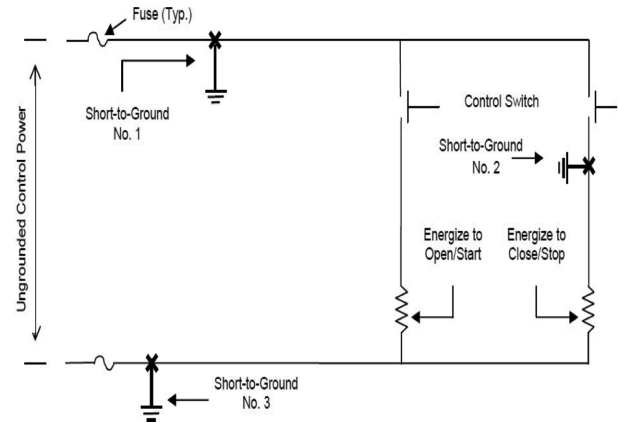 Fuse (Typ.)
Short-to-Ground
No. 1
Control Switch
Short-to-Ground
No. 2
Ungrounded Control Power
Energize to
Open/Start
Energize to
Close/Stop
Short-to-Ground
No. 3